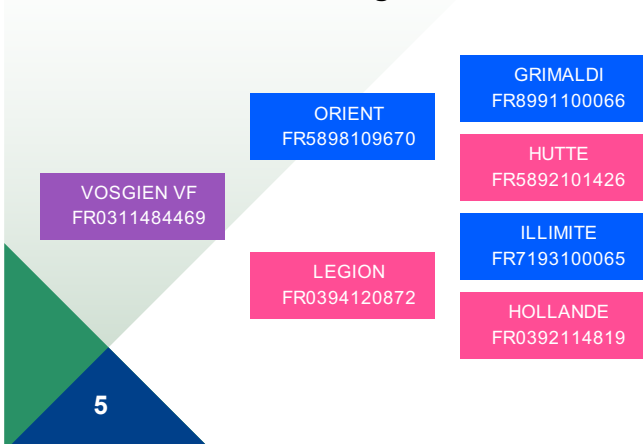 GRIMALDI
FR8991100066
ORIENT
FR5898109670
HUTTE
FR5892101426
VOSGIEN VF
FR0311484469
ILLIMITE
FR7193100065
LEGION
FR0394120872
HOLLANDE
FR0392114819
5